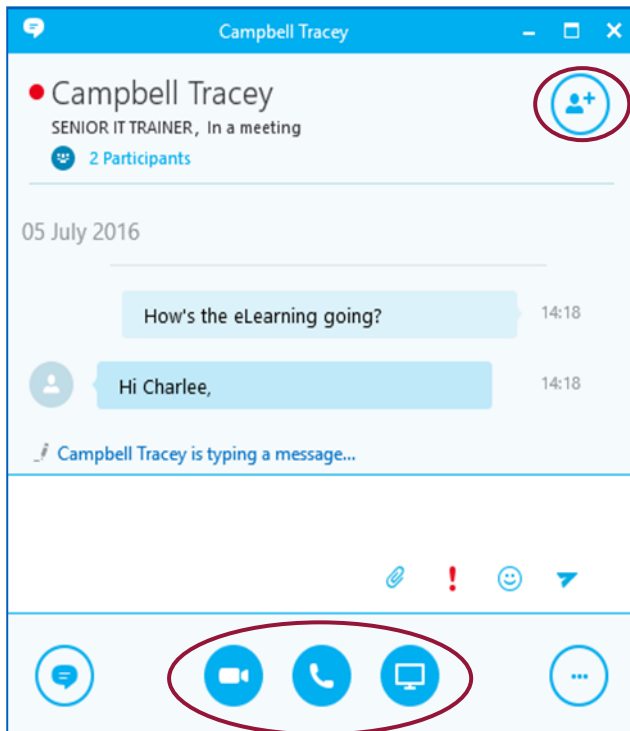 Campbell Tracey
Campbell Tracey
SENIOR IT TRAINER, In a meeting
2 Participants
05 July 2016
How's the eLearning going? 14:18
Hi Charlee, 14:18
Campbell Tracey is typing a message...